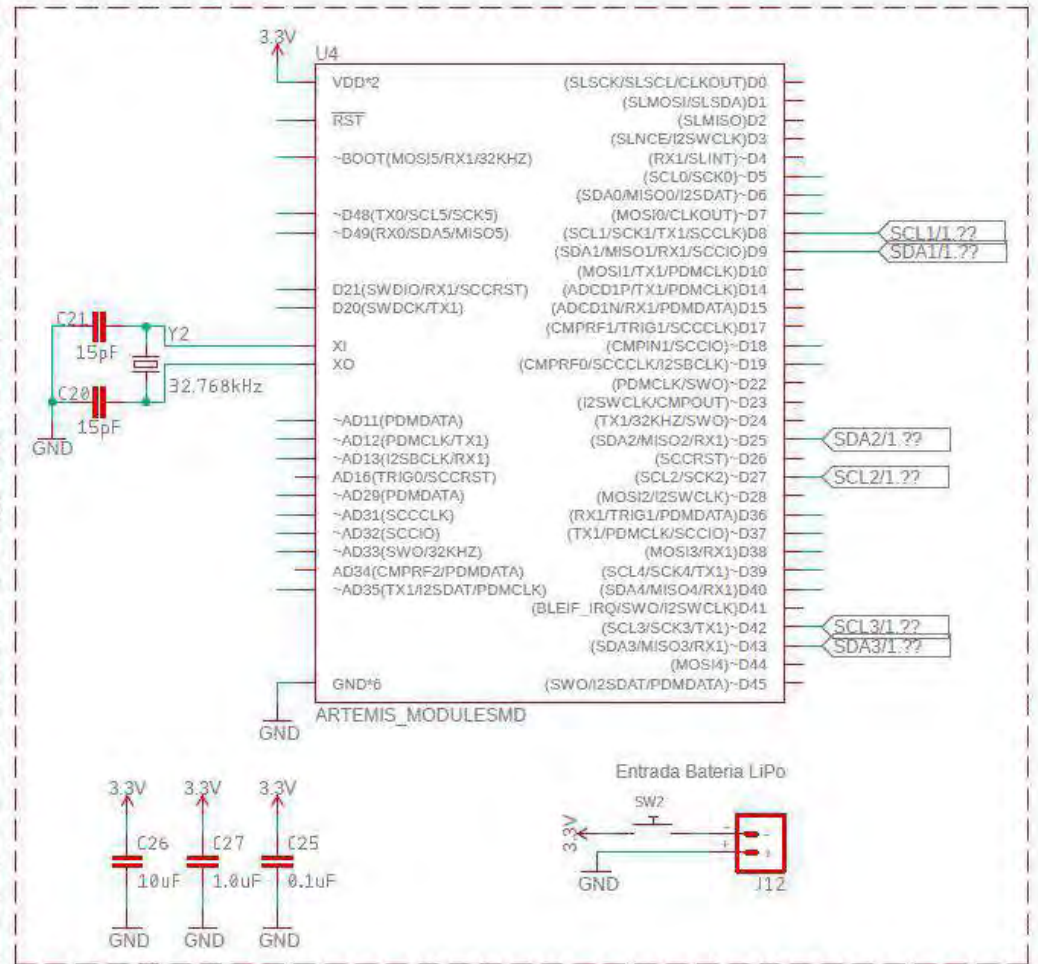 3.3V
U4
VDD*2
RST
~BOOT(MOSI5/RX1/32KHZ)
~D48(TX0/SCL5/SCK5)
~D49(RX0/SDA5/MISO5)
D21(SWDIO/RX1/SCCRST)
D20(SWDCK/TX1)
XI
XO
~AD11(PDMDATA)
~AD12(PDMCLK/TX1)
~AD13(I2SBCLK/RX1)
AD16(TRIG0/SCCRST)
~AD29(PDMDATA)
~AD31(SCCCLK)
~AD32(SCCIO)
~AD33(SWO/32KHZ)
AD34(CMPRF2/PDMDATA)
~AD35(TX1/I2SDAT/PDMCLK)
GND*6
(SLSCK/SLSCL/CLKOUT)D0
(SLMOSI/SLSDA)D1
(SLMISO)D2
(SLNCE/I2SWCLK)D3
(RX1/SLINT)~D4
(SCL0/SCK0)~D5
(SDA0/MISO0/I2SDAT)~D6
(MOSI0/CLKOUT)~D7
(SCL1/SCK1/TX1/SCCLK)D8
(SDA1/MISO1/RX1/SCCIO)D9
(MOSI1/TX1/PDMCLK)D10
(ADCD1P/TX1/PDMCLK)D14
(ADCD1N/RX1/PDMDATA)D15
(CMPRF1/TRIG1/SCCCLK)D17
(CMPIN1/SCCIO)~D18
(CMPRF0/SCCCLK/I2SBCLK)~D19
(PDMCLK/SWO)~D22
(I2SWCLK/CMPOUT)~D23
(TX1/32KHZ/SWO)~D24
(SDA2/MISO2/RX1)~D25
(SCCRST)~D26
(SCL2/SCK2)~D27
(MOSI2/I2SWCLK)~D28
(RX1/TRIG1/PDMDATA)D36
(TX1/PDMCLK/SCCIO)~D37
(MOSI3/RX1)D38
(SCL4/SCK4/TX1)~D39
(SDA4/MISO4/RX1)D40
(BLEIF_IRQ/SWO/I2SWCLK)D41
(SCL3/SCK3/TX1)~D42
(SDA3/MISO3/RX1)~D43
(MOSI4)~D44
(SWO/I2SDAT/PDMDATA)~D45
SCL1/1.??
SDA1/1.??
SDA2/1.??
SCL2/1.??
SCL3/1.??
SDA3/1.??
C21
15pF
Y2
32.768kHz
C20
15pF
GND
GND
ARTEMIS_MODULESMD
3.3V
3.3V
3.3V
C26
C27
C25
10uF
1.0uF
0.1uF
GND
GND
GND
Entrada Bateria LiPo
SW2
3.3V
-
-
+
+
GND
J12